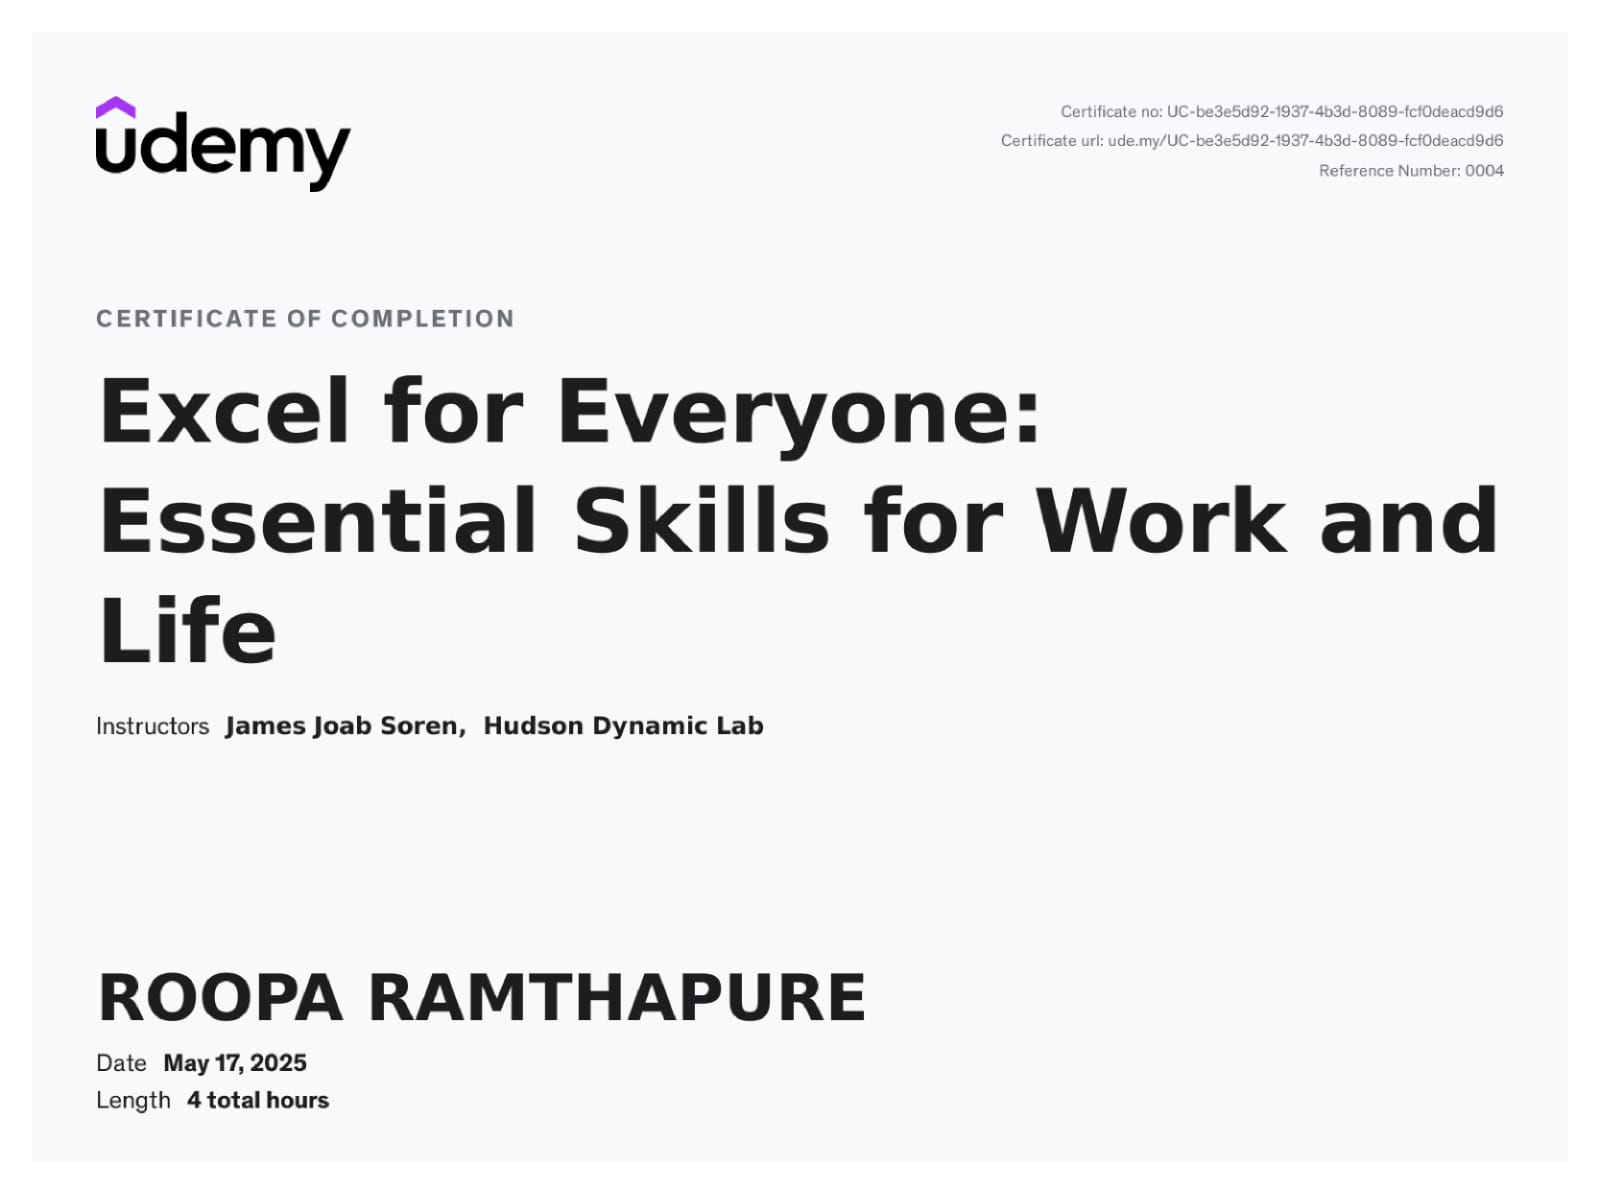 udemy
Certificate no: UC-be3e5d92-1937-4b3d-8089-fcf0deacd9d6
Certificate url: ude.my/UC-be3e5d92-1937-4b3d-8089-fcf0deacd9d6
Reference Number: 0004
CERTIFICATE OF COMPLETION
Excel for Everyone:
Essential Skills for Work and
Life
Instructors James Joab Soren, Hudson Dynamic Lab
ROOPA RAMTHAPURE
Date May 17, 2025
Length 4 total hours